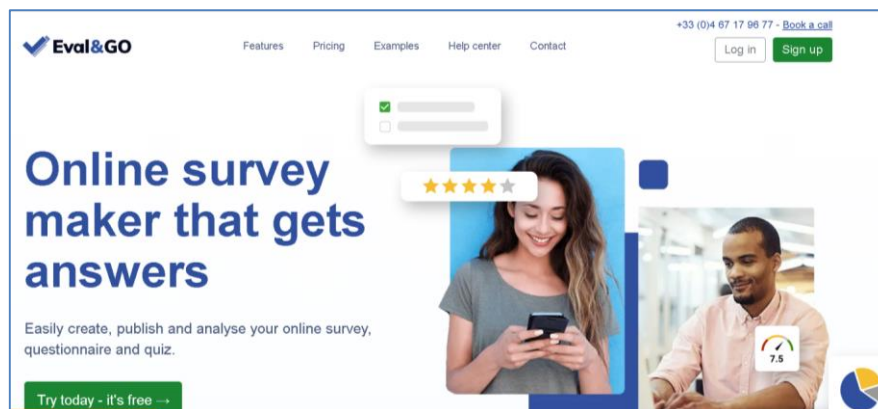 +33 (0)4 67 17 96 77 - Book a call
Eval&GO
Features Pricing Examples Help center Contact
Log in Sign up
Online survey
maker that gets
answers
Easily create, publish and analyse your online survey,
questionnaire and quiz.
Try today - it's free →
7.5